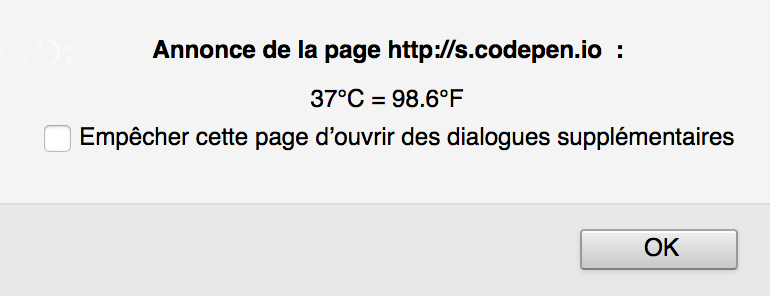 Annonce de la page http://s.codepen.io :
37°C = 98.6°F
Empêcher cette page d’ouvrir des dialogues supplémentaires
OK